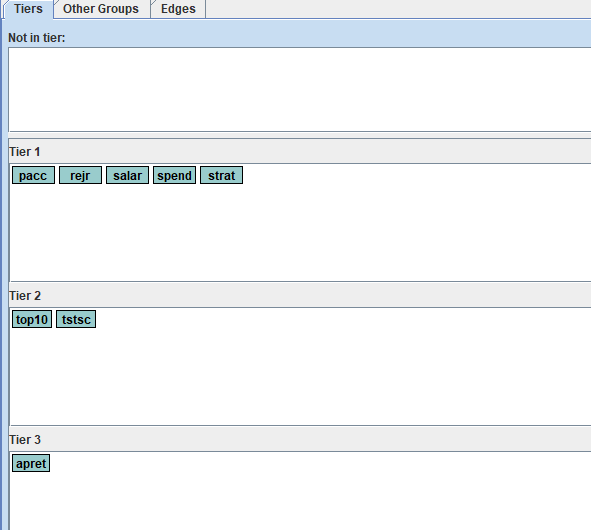 Tiers Other Groups Edges
Not in tier:
Tier 1
pacc rejr salar spend strat
Tier 2
top10 tstsc
Tier 3
apret